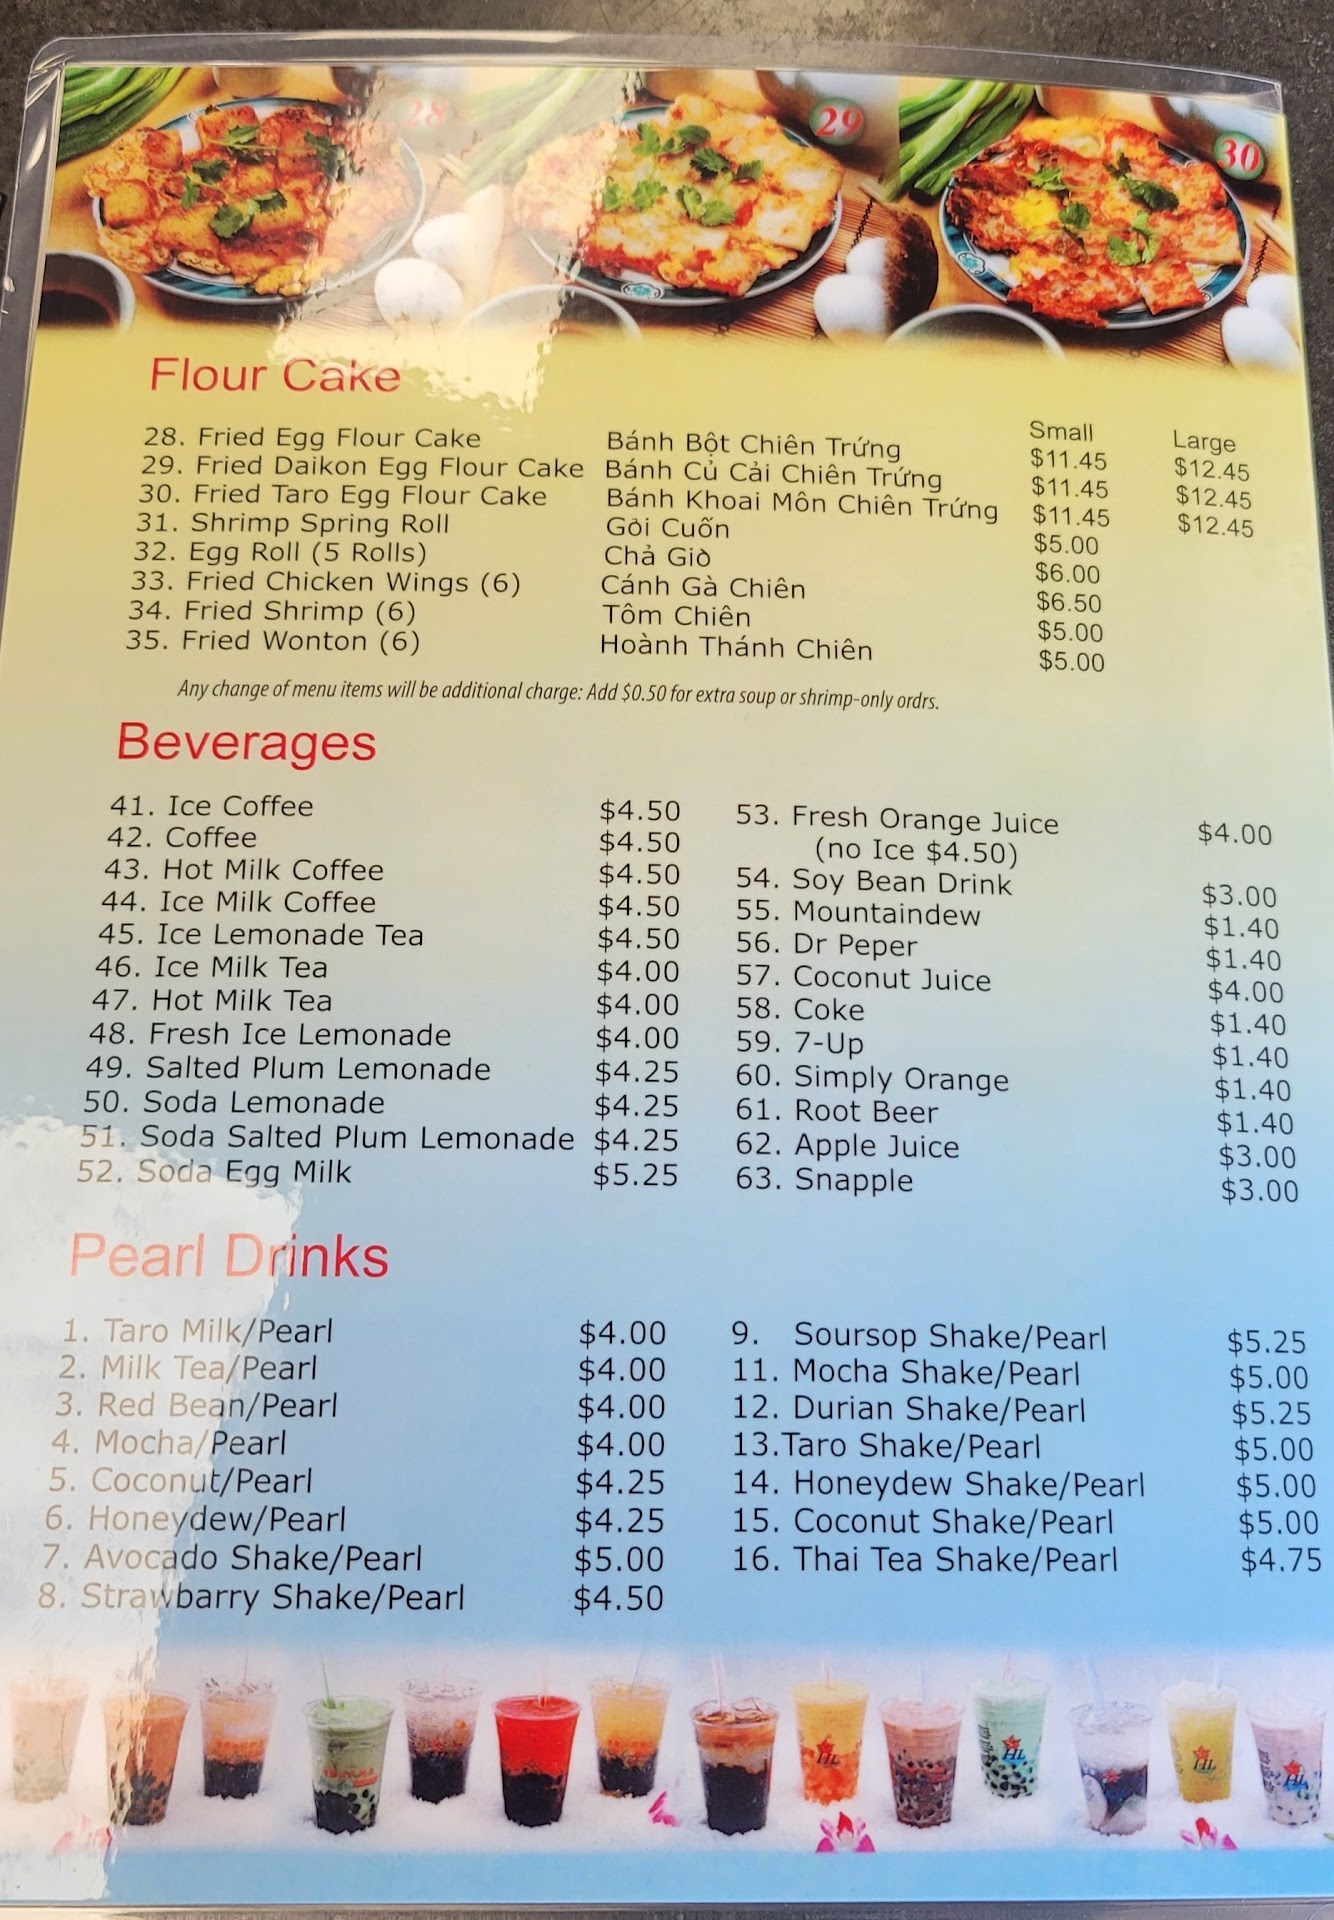 28
29
30
Flour Cake
Small Large
28. Fried Egg Flour Cake Bánh Bột Chiên Trứng $11.45 $12.45
29. Fried Daikon Egg Flour Cake Bánh Củ Cải Chiên Trứng $11.45 $12.45
30. Fried Taro Egg Flour Cake Bánh Khoai Môn Chiên Trứng $11.45 $12.45
31. Shrimp Spring Roll Gòi Cuốn $5.00
32. Egg Roll (5 Rolls) Chả Giò $6.00
33. Fried Chicken Wings (6) Cánh Gà Chiên $6.50
34. Fried Shrimp (6) Tôm Chiên $5.00
35. Fried Wonton (6) Hoành Thánh Chiên $5.00
Any change of menu items will be additional charge: Add $0.50 for extra soup or shrimp-only ordrs.
Beverages
41. Ice Coffee $4.50
42. Coffee $4.50
43. Hot Milk Coffee $4.50
44. Ice Milk Coffee $4.50
45. Ice Lemonade Tea $4.50
46. Ice Milk Tea $4.00
47. Hot Milk Tea $4.00
48. Fresh Ice Lemonade $4.00
49. Salted Plum Lemonade $4.25
50. Soda Lemonade $4.25
51. Soda Salted Plum Lemonade $4.25
52. Soda Egg Milk $5.25
53. Fresh Orange Juice $4.00
(no Ice $4.50)
54. Soy Bean Drink $3.00
55. Mountaindew $1.40
56. Dr Peper $1.40
57. Coconut Juice $4.00
58. Coke $1.40
59. 7-Up $1.40
60. Simply Orange $1.40
61. Root Beer $1.40
62. Apple Juice $3.00
63. Snapple $3.00
Pearl Drinks
1. Taro Milk/Pearl $4.00
2. Milk Tea/Pearl $4.00
3. Red Bean/Pearl $4.00
4. Mocha/Pearl $4.00
5. Coconut/Pearl $4.25
6. Honeydew/Pearl $4.25
7. Avocado Shake/Pearl $5.00
8. Strawbarry Shake/Pearl $4.50
9. Soursop Shake/Pearl $5.25
11. Mocha Shake/Pearl $5.00
12. Durian Shake/Pearl $5.25
13.Taro Shake/Pearl $5.00
14. Honeydew Shake/Pearl $5.00
15. Coconut Shake/Pearl $5.00
16. Thai Tea Shake/Pearl $4.75
HL
HL
HL
HL